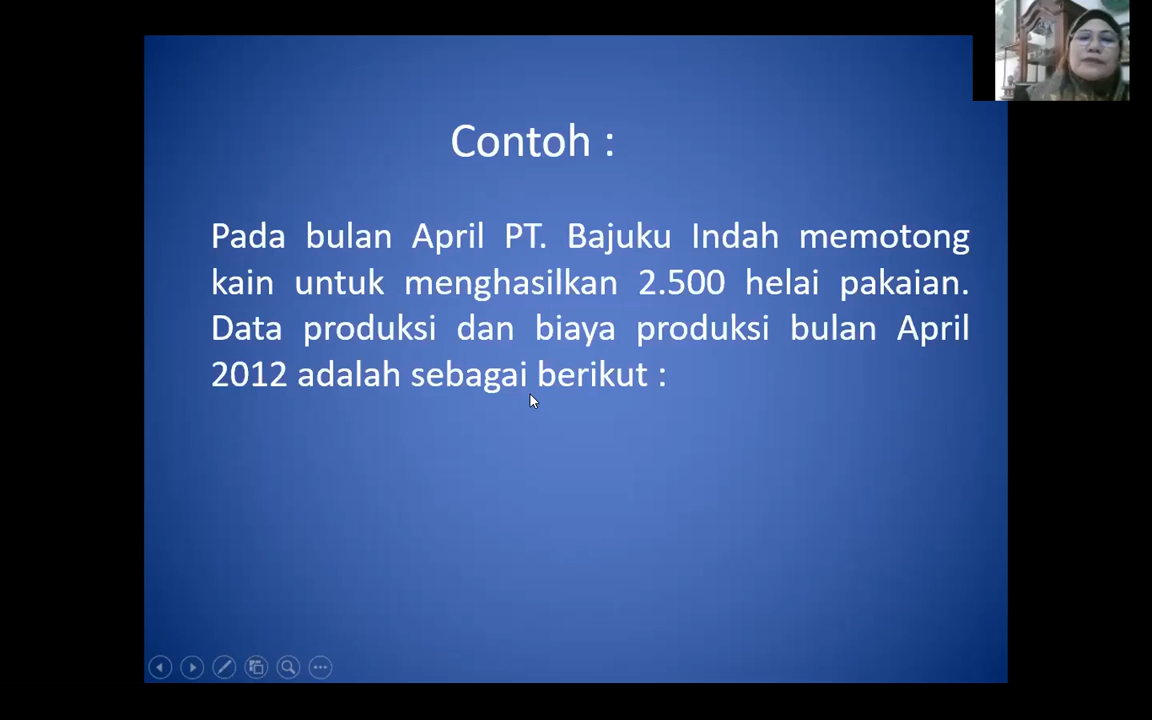 Contoh :
Pada bulan April PT. Bajuku Indah memotong
kain untuk menghasilkan 2.500 helai pakaian.
Data produksi dan biaya produksi bulan April
2012 adalah sebagai berikut :